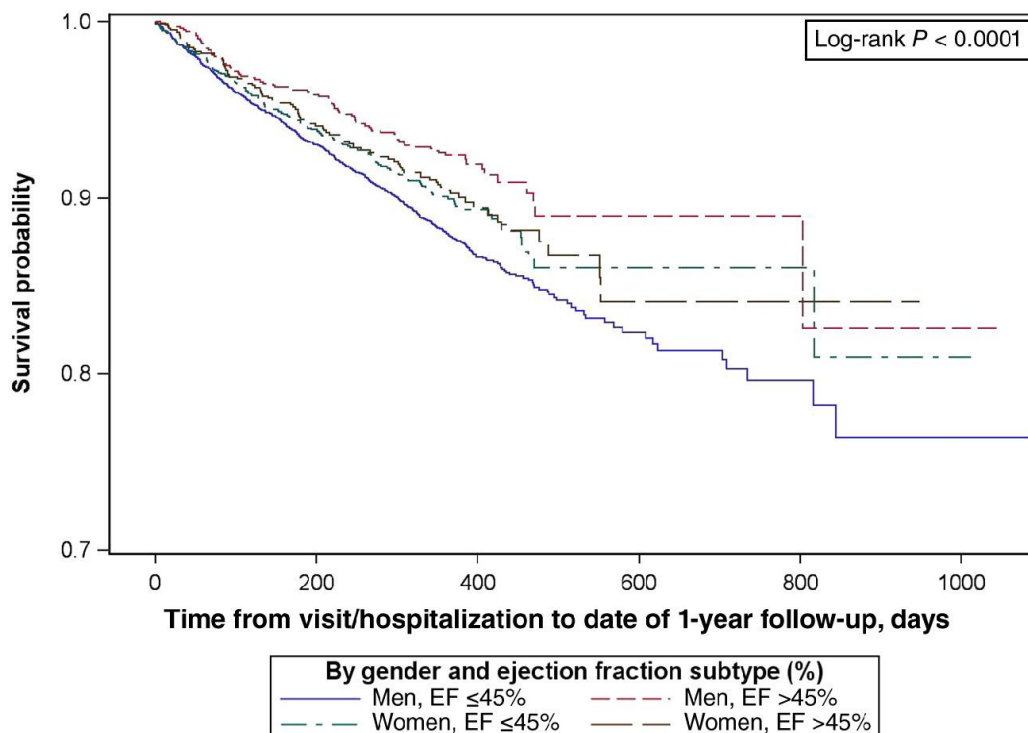 1.0
Log-rank P < 0.0001
0.9
Survival probability
0.8
0.7
0 200 400 600 800 1000
Time from visit/hospitalization to date of 1-year follow-up, days
By gender and ejection fraction subtype (%)
Men, EF ≤45% Men, EF >45%
Women, EF ≤45% Women, EF >45%